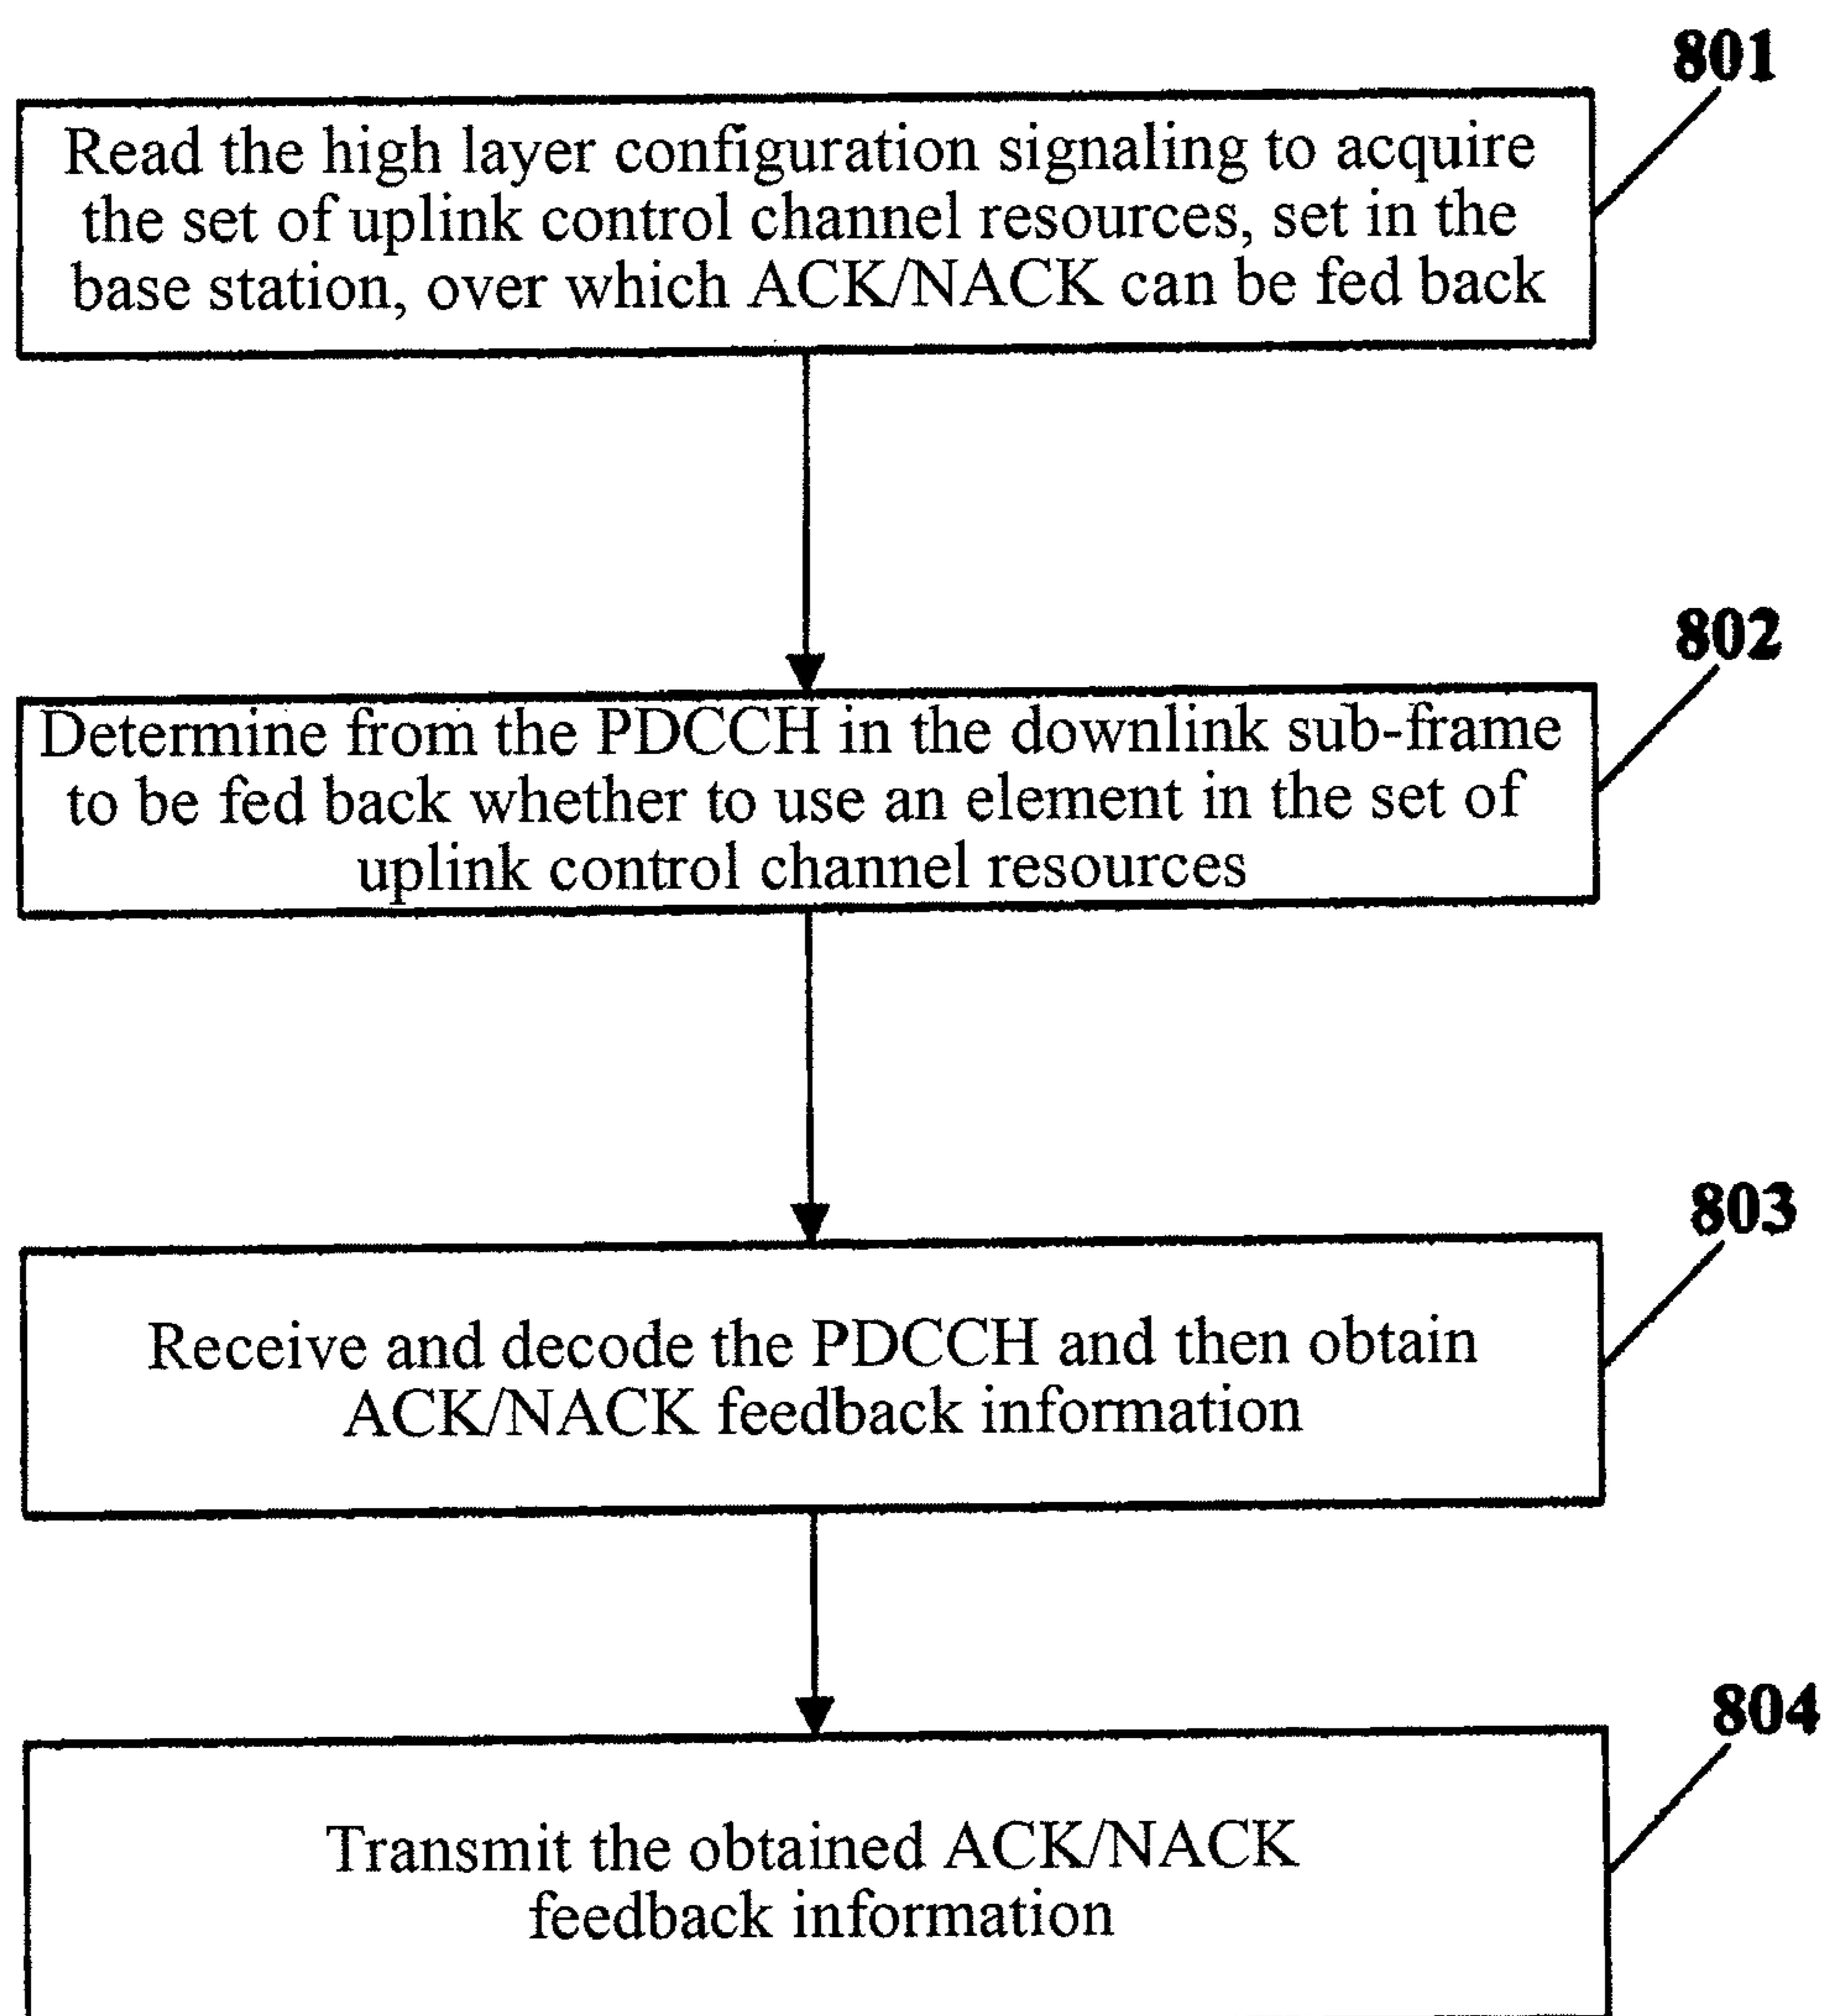 801
Read the high layer configuration signaling to acquire
the set of uplink control channel resources, set in the
base station, over which ACK/NACK can be fed back
802
Determine from the PDCCH in the downlink sub-frame
to be fed back whether to use an element in the set of
uplink control channel resources
803
Receive and decode the PDCCH and then obtain
ACK/NACK feedback information
804
Transmit the obtained ACK/NACK
feedback information